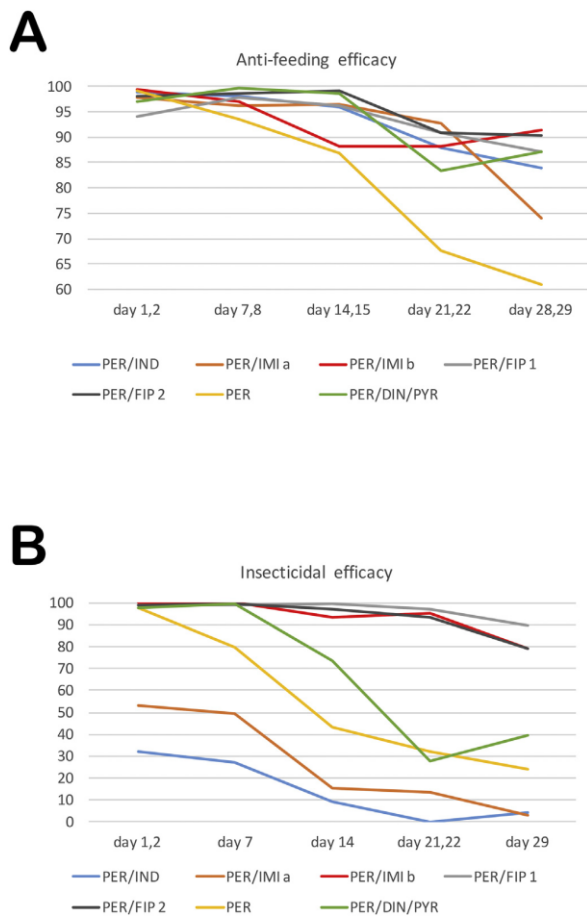 A
Anti-feeding efficacy
100
95
90
85
80
75
70
65
60
day 1,2 day 7,8 day 14,15 day 21,22 day 28,29
PER/IND PER/IMI a PER/IMI b PER/FIP 1
PER/FIP 2 PER PER/DIN/PYR
B
Insecticidal efficacy
100
90
80
70
60
50
40
30
20
10
0
day 1,2 day 7 day 14 day 21,22 day 29
PER/IND PER/IMI a PER/IMI b PER/FIP 1
PER/FIP 2 PER PER/DIN/PYR